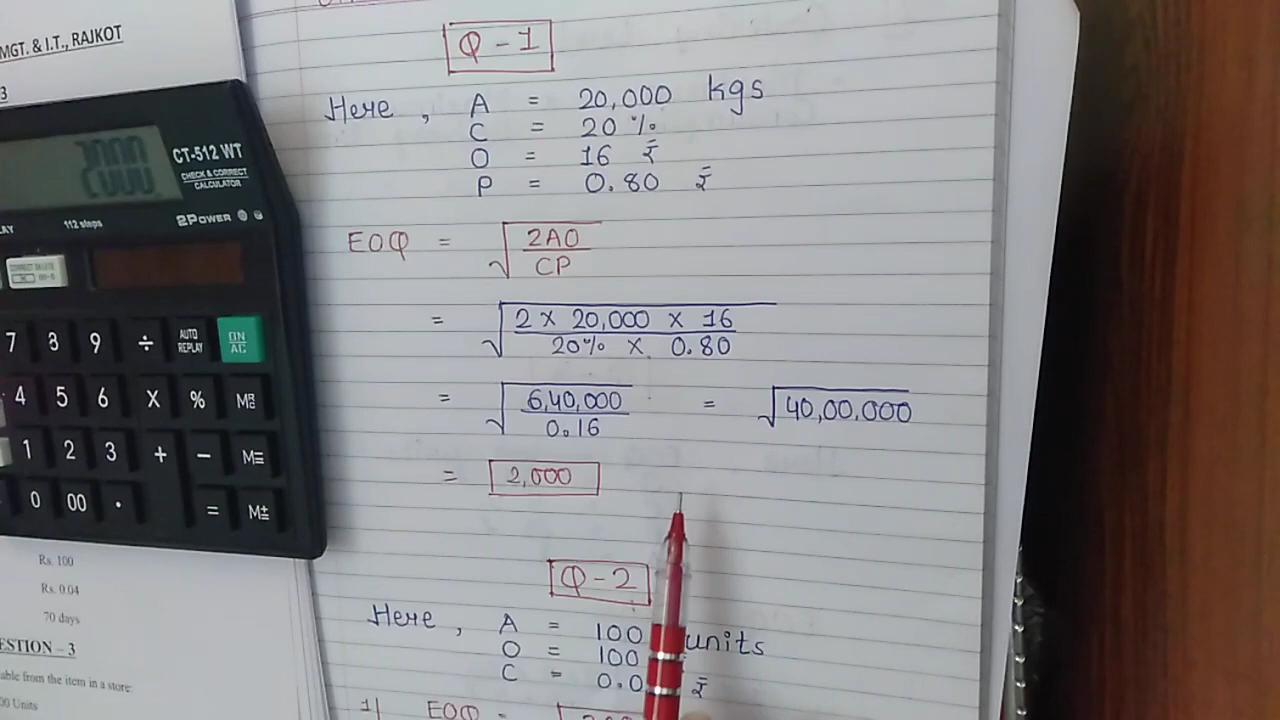 MGT. & I.T., RAJKOT
3
CT-512 WT
CHECK & CORRECT
CALCULATOR
112 steps
2POWER
CORRECT
7 8 9 ÷ AUTO REPLAY ON/AC
4 5 6 X %
1 2 3 + −
0 00 . = M±
Rs. 100
Rs. 0.04
70 days
ESTION – 3
able from the item in a store:
00 Units
Q - 1
Here , A = 20,000 kgs
C = 20 %
O = 16 ₹
P = 0.80 ₹
EOQ = √(2AO / CP)
= √(2 X 20,000 X 16 / 20% X 0.80)
= √(6,40,000 / 0.16) = √40,00,000
= 2,000
Q - 2
Here , A = 100 units
O = 100
C = 0.0 ₹
1) EOQ =